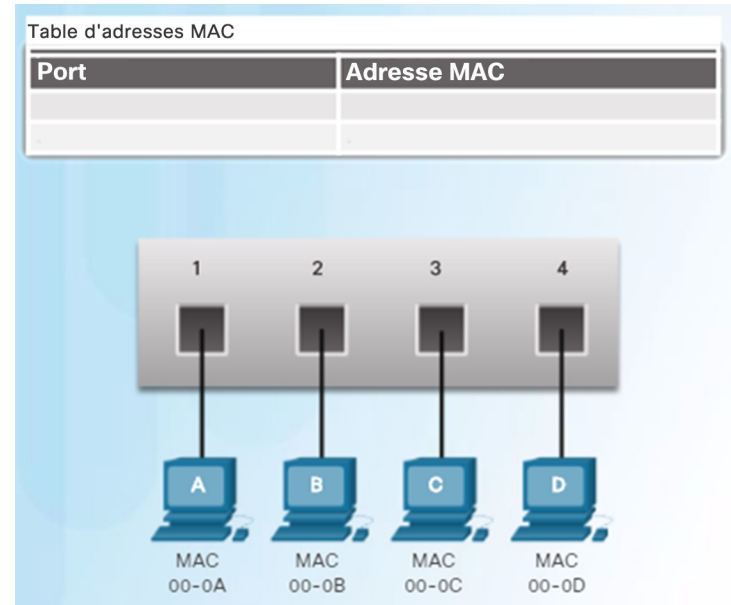 Table d'adresses MAC
Port Adresse MAC
1 2 3 4
A B C D
MAC MAC MAC MAC
00-0A 00-0B 00-0C 00-0D